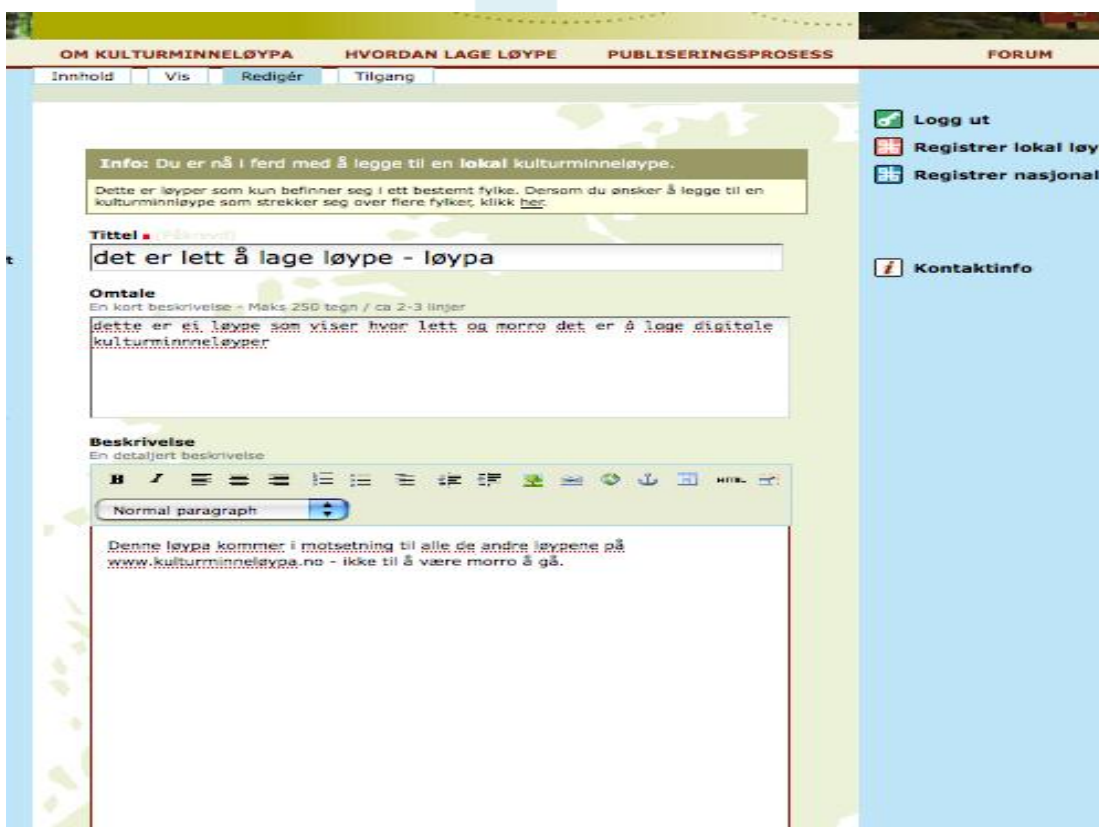 OM KULTURMINNELØYPA HVORDAN LAGE LØYPE PUBLISERINGSPROSESS FORUM
Innhold Vis Redigér Tilgang
Logg ut
Registrer lokal løy
Registrer nasjonal
Kontaktinfo
Info: Du er nå i ferd med å legge til en lokal kulturminneløype.
Dette er løyper som kun befinner seg i ett bestemt fylke. Dersom du ønsker å legge til en
kulturminnløype som strekker seg over flere fylker, klikk her.
Tittel (Påkrevd)
det er lett å lage løype - løypa
Omtale
En kort beskrivelse - Maks 250 tegn / ca 2-3 linjer
dette er ei løype som viser hvor lett og morro det er å lage digitale
kulturminnneløyper
Beskrivelse
En detaljert beskrivelse
B I HTML
Normal paragraph
Denne løypa kommer i motsetning til alle de andre løypene på
www.kulturminneløypa.no - ikke til å være morro å gå.